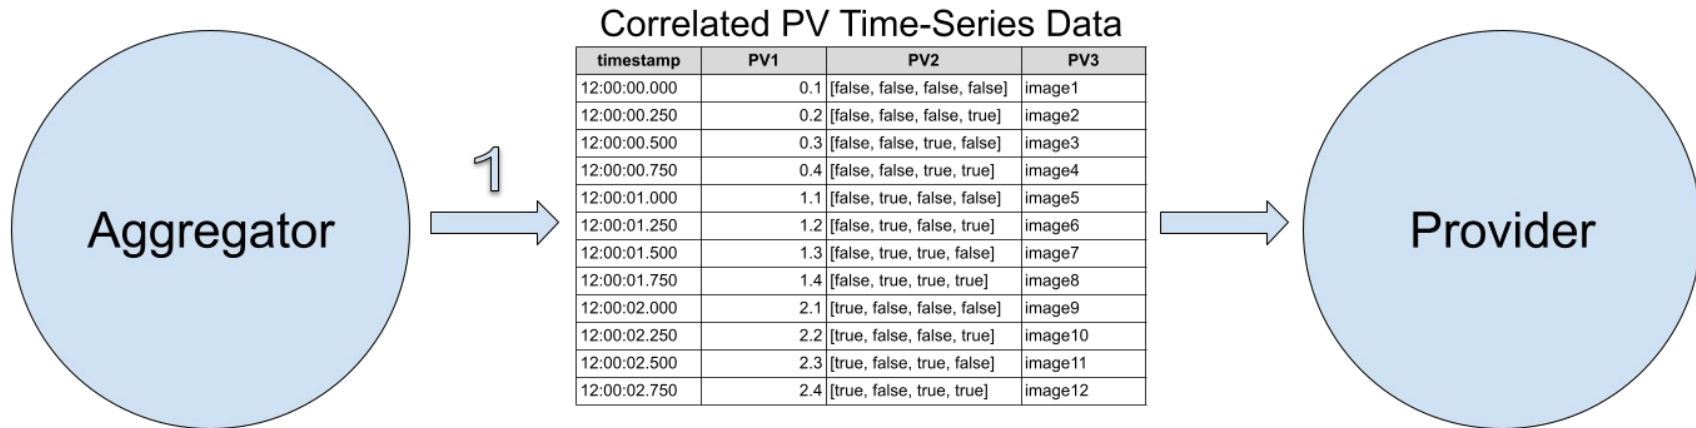 Correlated PV Time-Series Data
Aggregator
1
timestamp PV1 PV2 PV3
12:00:00.000 0.1 [false, false, false, false] image1
12:00:00.250 0.2 [false, false, false, true] image2
12:00:00.500 0.3 [false, false, true, false] image3
12:00:00.750 0.4 [false, false, true, true] image4
12:00:01.000 1.1 [false, true, false, false] image5
12:00:01.250 1.2 [false, true, false, true] image6
12:00:01.500 1.3 [false, true, true, false] image7
12:00:01.750 1.4 [false, true, true, true] image8
12:00:02.000 2.1 [true, false, false, false] image9
12:00:02.250 2.2 [true, false, false, true] image10
12:00:02.500 2.3 [true, false, true, false] image11
12:00:02.750 2.4 [true, false, true, true] image12
Provider